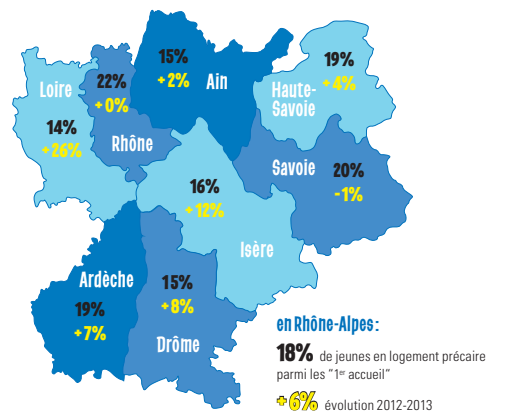 15%
+2%
Ain
19%
+4%
Haute-
Savoie
22%
+0%
Rhône
Loire
14%
+26%
Savoie
20%
-1%
16%
+12%
Isère
Ardèche
19%
+7%
15%
+8%
Drôme
en Rhône-Alpes :
18% de jeunes en logement précaire
parmi les "1er accueil"
+6% évolution 2012-2013